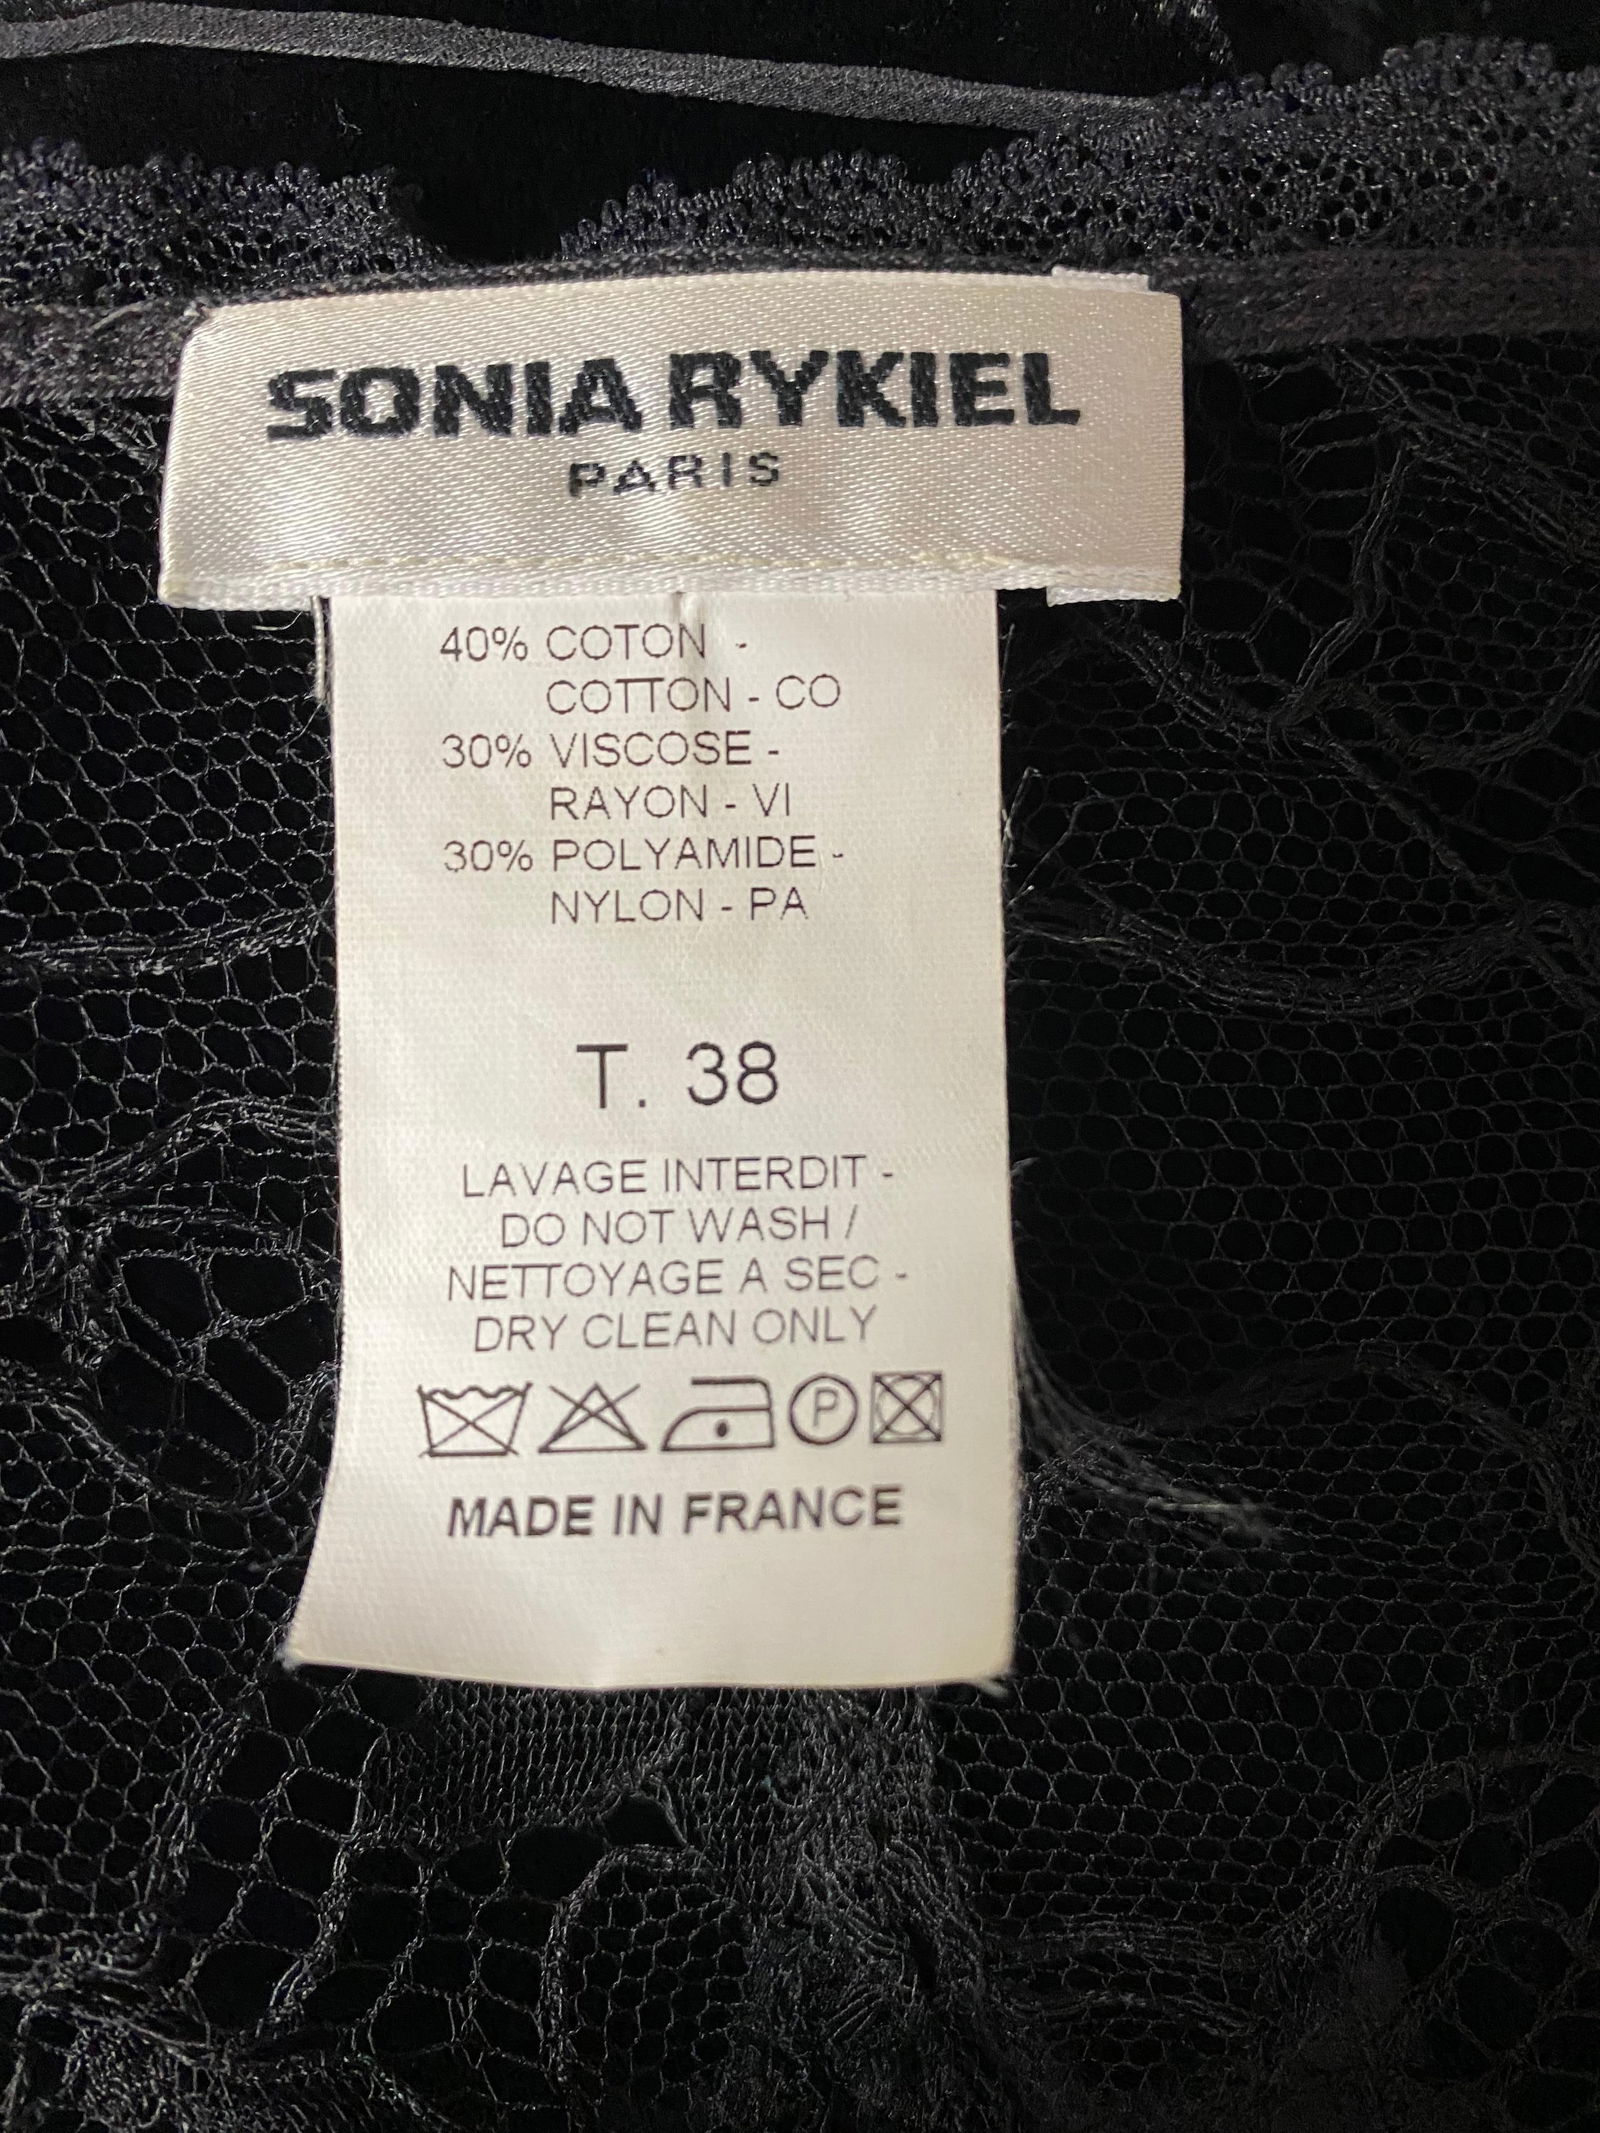 SONIA RYKIEL
PARIS
40% COTON -
COTTON - CO
30% VISCOSE -
RAYON - VI
30% POLYAMIDE -
NYLON - PA
T. 38
LAVAGE INTERDIT -
DO NOT WASH /
NETTOYAGE A SEC -
DRY CLEAN ONLY
P
MADE IN FRANCE